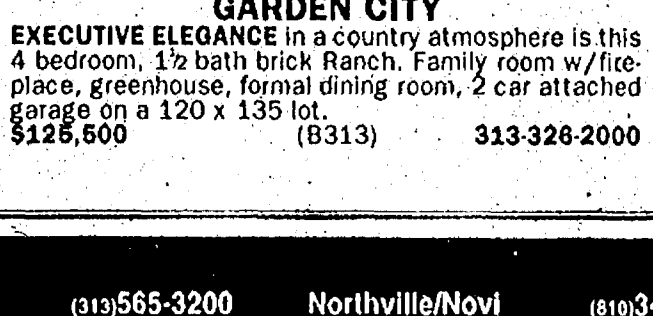 GARDEN CITY
EXECUTIVE ELEGANCE in a country atmosphere is this
4 bedroom, 1½ bath brick Ranch. Family room w/fire-
place, greenhouse, formal dining room, 2 car attached
garage on a 120 x 135 lot.
$125,500 (B313) 313-326-2000
(313)565-3200 Northville/Novi (810)3